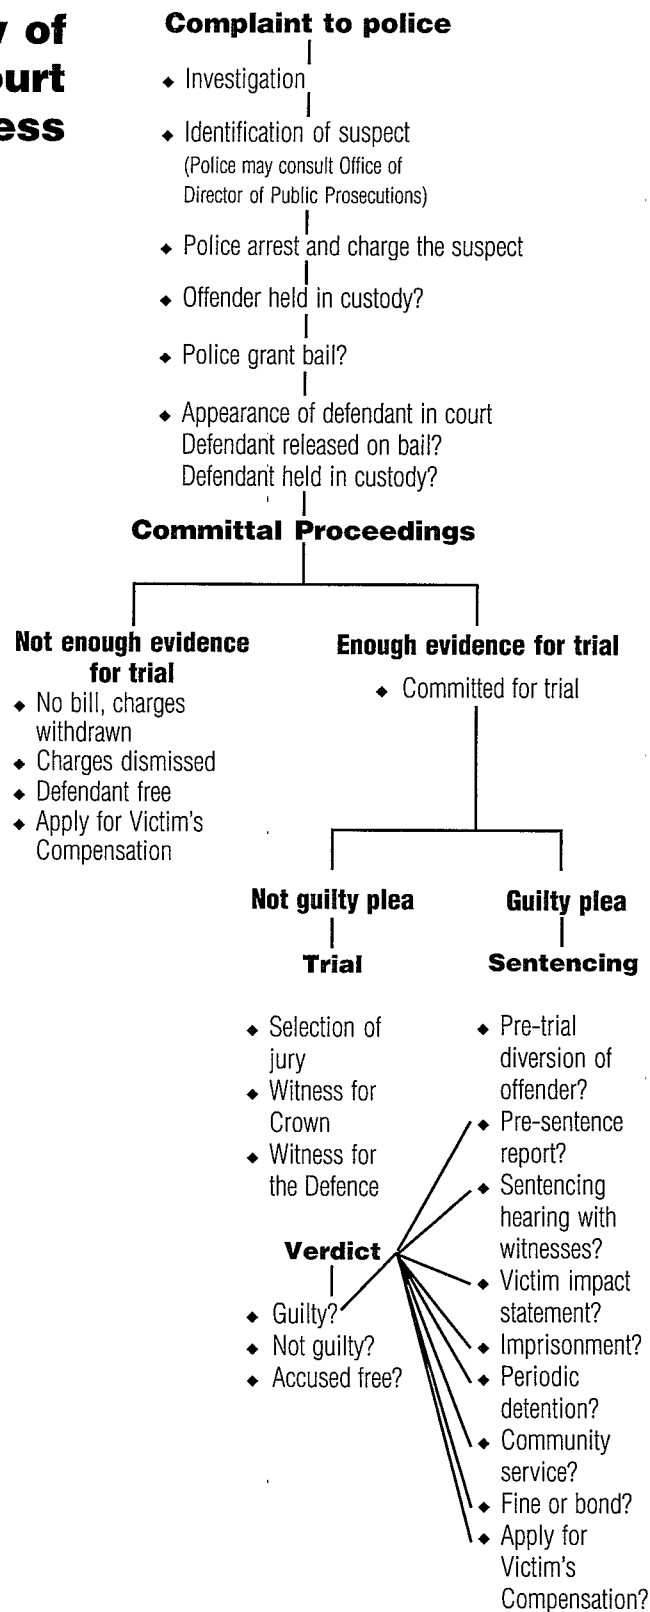 of
ess
Complaint to police
◆ Investigation
◆ Identification of suspect
(Police may consult Office of
Director of Public Prosecutions)
◆ Police arrest and charge the suspect
◆ Offender held in custody?
◆ Police grant bail?
◆ Appearance of defendant in court
Defendant released on bail?
Defendant held in custody?
Committal Proceedings
Not enough evidence
for trial
◆ No bill, charges
withdrawn
◆ Charges dismissed
◆ Defendant free
◆ Apply for Victim's
Compensation
Enough evidence for trial
◆ Committed for trial
Not guilty plea
Trial
◆ Selection of
jury
◆ Witness for
Crown
◆ Witness for
the Defence
Verdict
◆ Guilty?
◆ Not guilty?
◆ Accused free?
Guilty plea
Sentencing
◆ Pre-trial
diversion of
offender?
◆ Pre-sentence
report?
◆ Sentencing
hearing with
witnesses?
◆ Victim impact
statement?
◆ Imprisonment?
◆ Periodic
detention?
◆ Community
service?
◆ Fine or bond?
◆ Apply for
Victim's
Compensation?